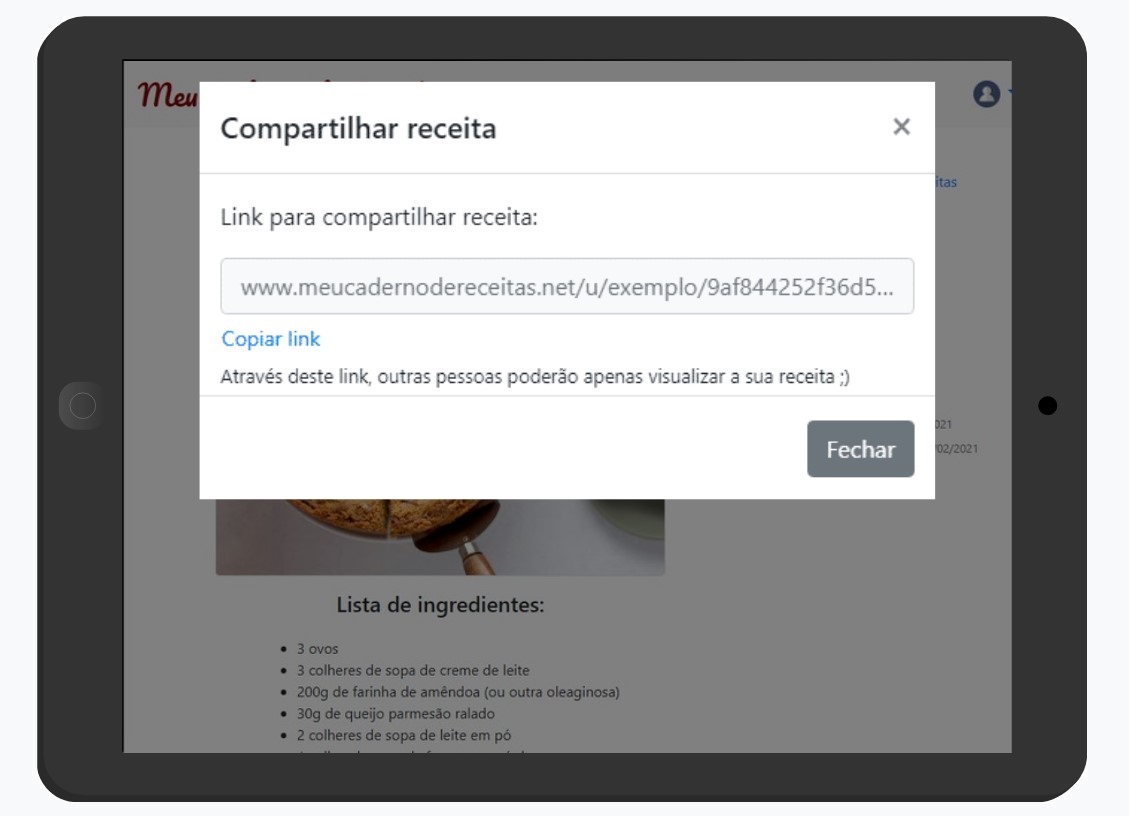 Meu
Compartilhar receita
×
itas
Link para compartilhar receita:
www.meucadernodereceitas.net/u/exemplo/9af844252f36d5...
Copiar link
Através deste link, outras pessoas poderão apenas visualizar a sua receita ;)
021
Fechar
02/2021
Lista de ingredientes:
• 3 ovos
• 3 colheres de sopa de creme de leite
• 200g de farinha de amêndoa (ou outra oleaginosa)
• 30g de queijo parmesão ralado
• 2 colheres de sopa de leite em pó